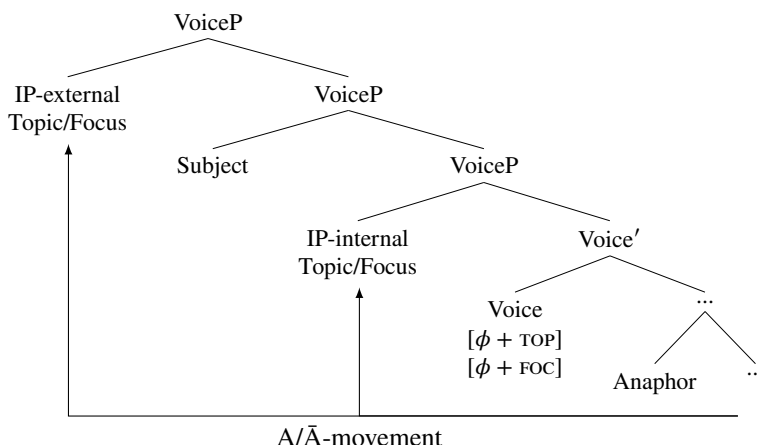 VoiceP
IP-external
Topic/Focus
VoiceP
Subject
VoiceP
IP-internal
Topic/Focus
Voice′
Voice
[ϕ + TOP]
[ϕ + FOC]
...
Anaphor
..
A/Ā-movement